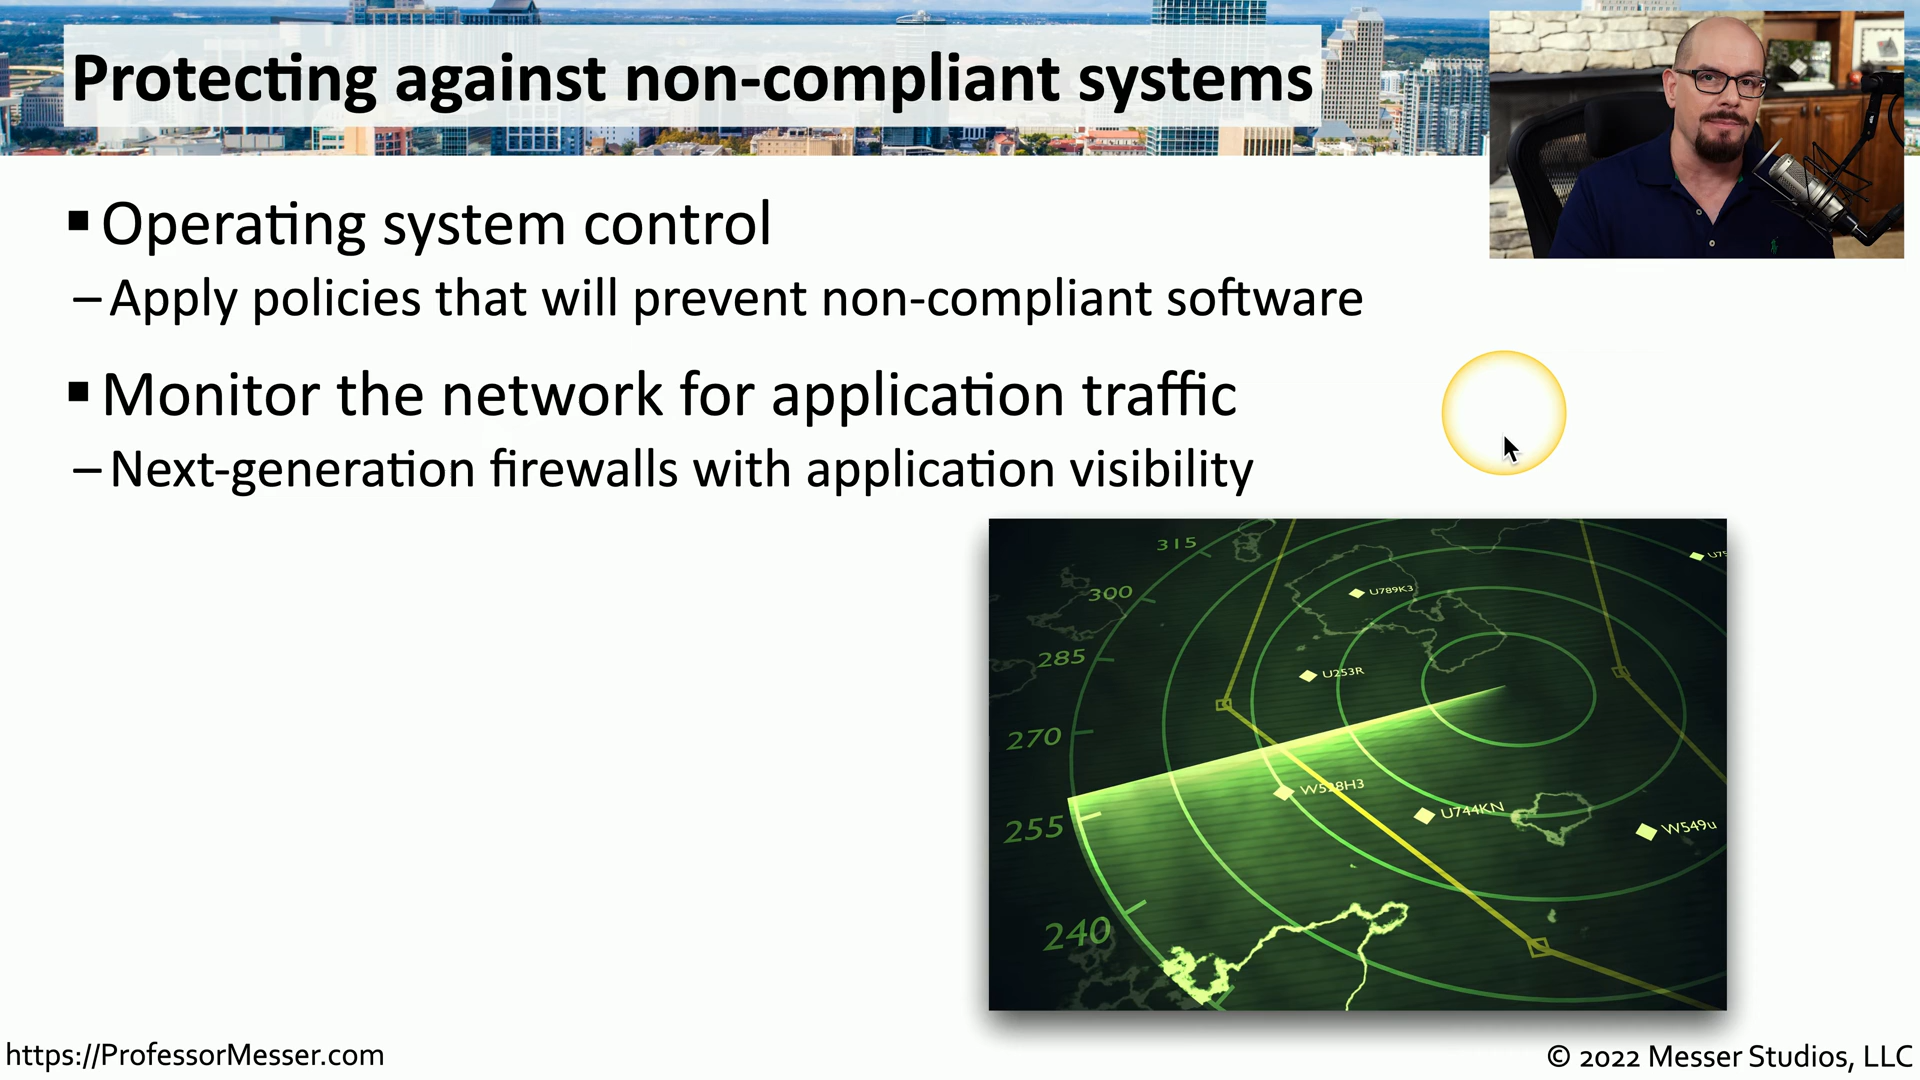 Protecting against non-compliant systems
▪ Operating system control
– Apply policies that will prevent non-compliant software
▪ Monitor the network for application traffic
– Next-generation firewalls with application visibility
315
300
U789K3
285
U253R
270
255
U744KN
W549u
240
https://ProfessorMesser.com
© 2022 Messer Studios, LLC